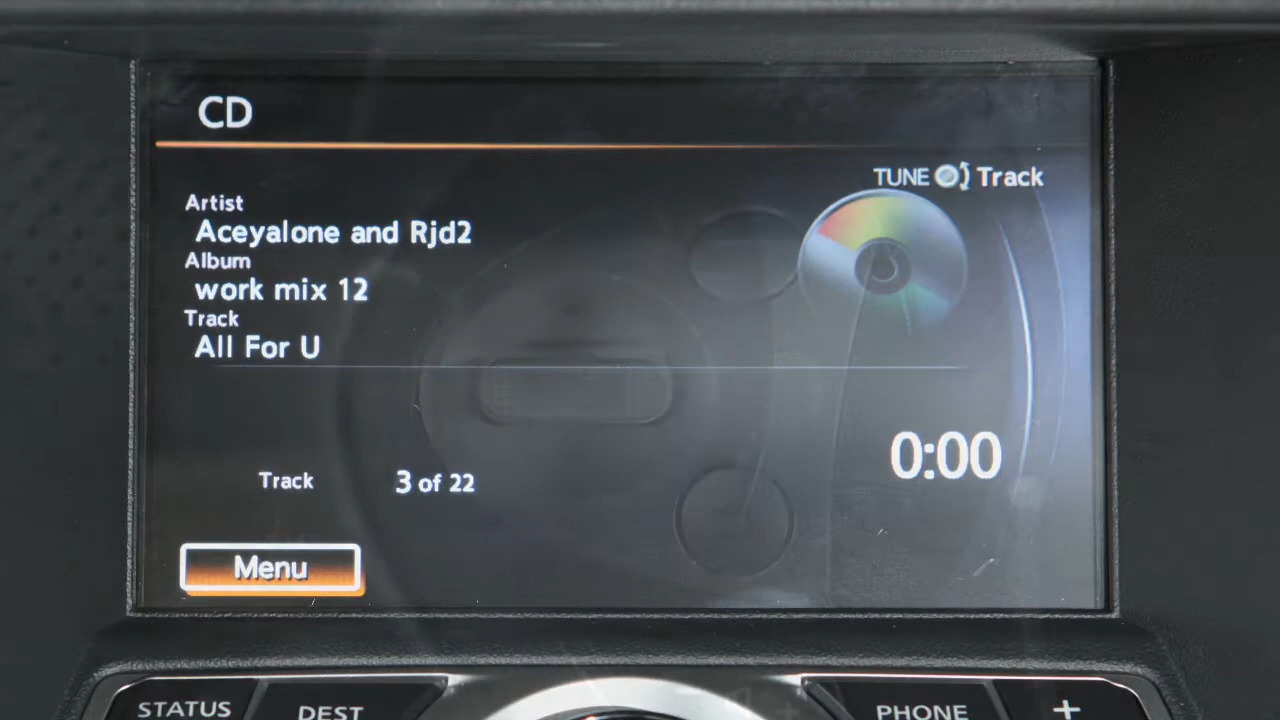 CD
TUNE Track
Artist
Aceyalone and Rjd2
Album
work mix 12
Track
All For U
0:00
Track 3 of 22
Menu
STATUS DEST PHONE +